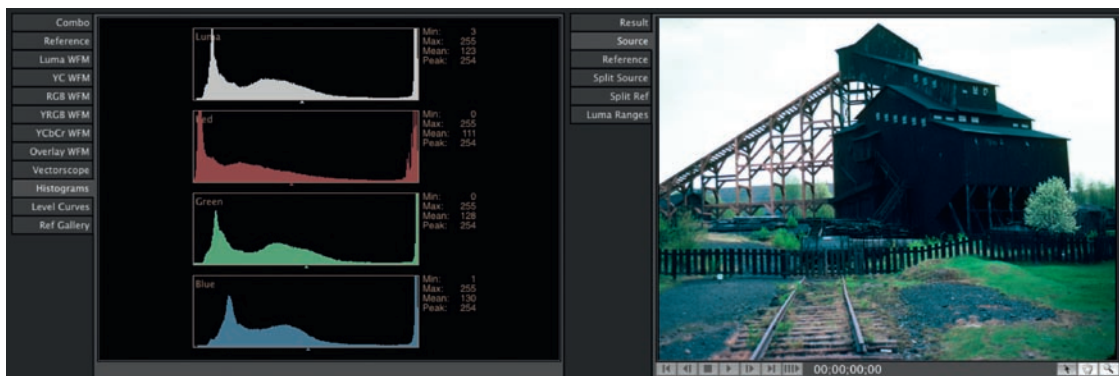 Combo
Reference
Luma WFM
YC WFM
RGB WFM
YRGB WFM
YCbCr WFM
Overlay WFM
Vectorscope
Histograms
Level Curves
Ref Gallery
Luma
Min: 3
Max: 255
Mean: 123
Peak: 254
Red
Min: 0
Max: 255
Mean: 111
Peak: 254
Green
Min: 0
Max: 255
Mean: 128
Peak: 254
Blue
Min: 1
Max: 255
Mean: 130
Peak: 254
Result
Source
Reference
Split Source
Split Ref
Luma Ranges
00;00;00;00